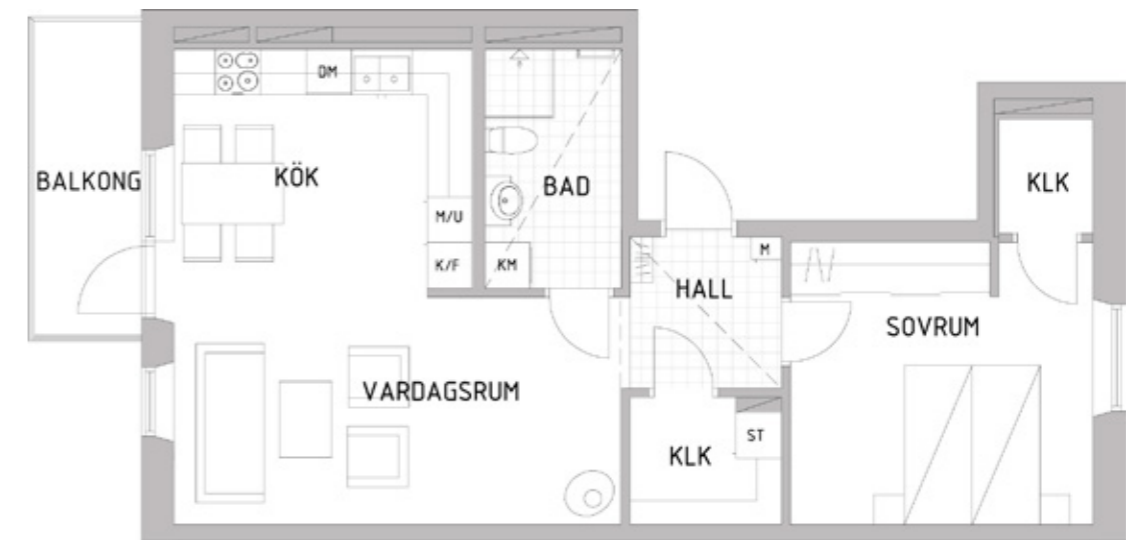 DM
BALKONG
KÖK
BAD
KLK
M/U
K/F
KM
M
HALL
SOVRUM
VARDAGSRUM
KLK
ST